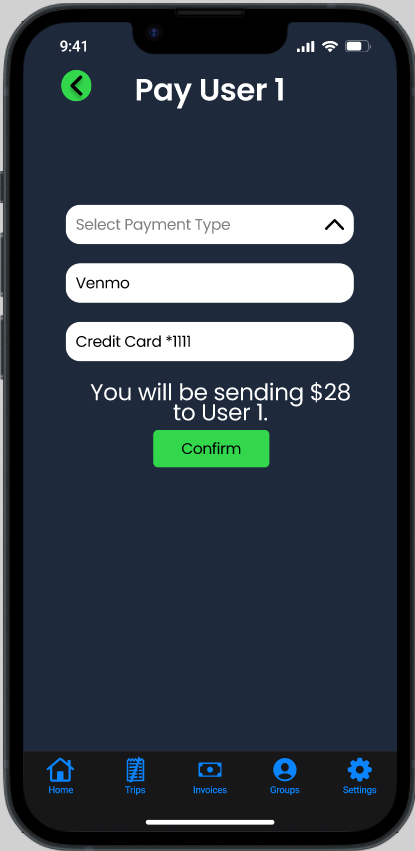 9:41
Pay User 1
Select Payment Type
Venmo
Credit Card *1111
You will be sending $28
to User 1.
Confirm
Home
Trips
Invoices
Groups
Settings